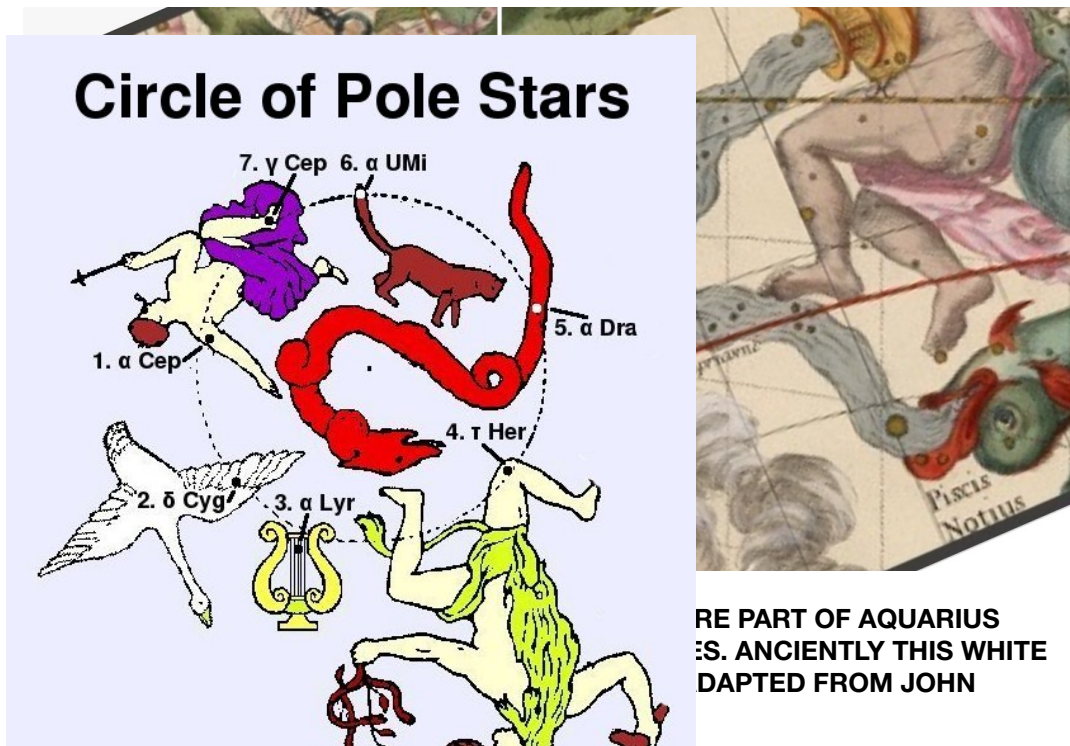 Circle of Pole Stars
7. γ Cep 6. α UMi
5. α Dra
1. α Cep
4. τ Her
2. δ Cyg 3. α Lyr
Piscis
Notius
RE PART OF AQUARIUS
ES. ANCIENTLY THIS WHITE
DAPTED FROM JOHN